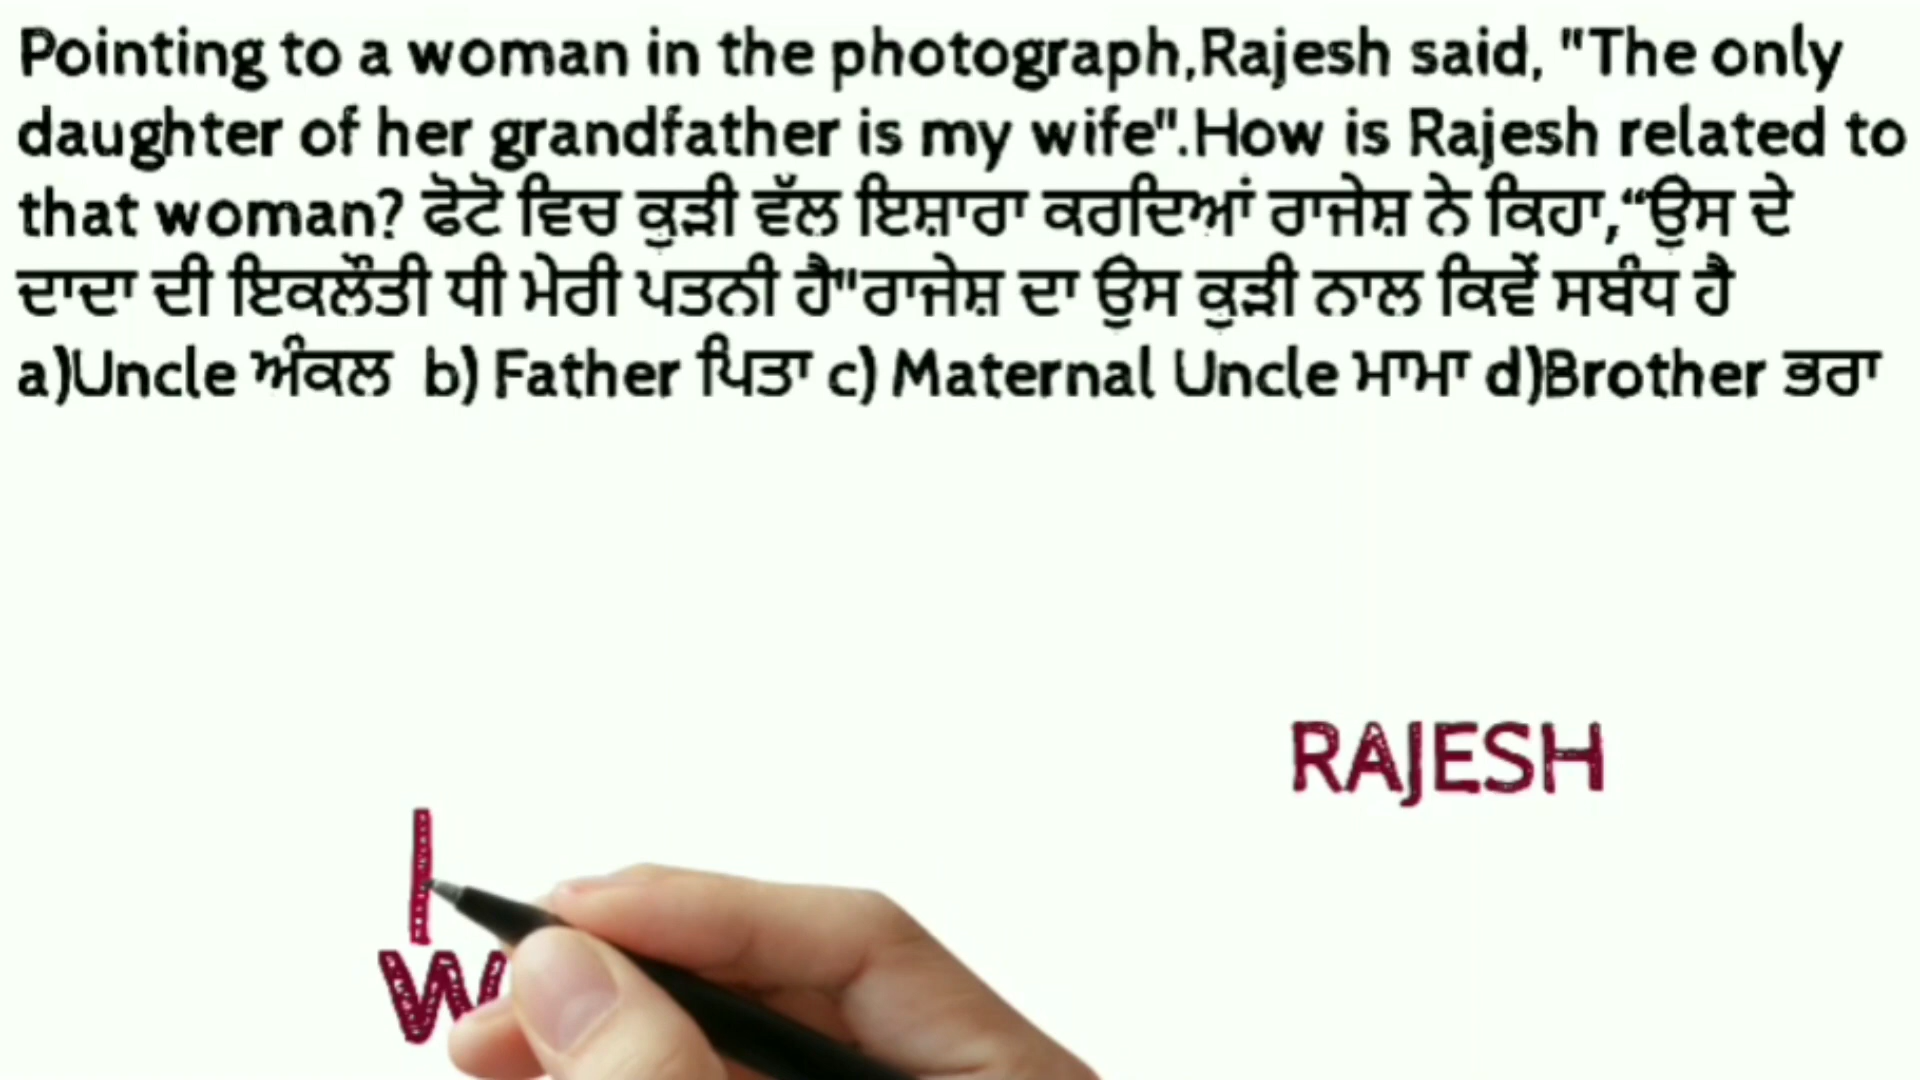 Pointing to a woman in the photograph,Rajesh said, "The only
daughter of her grandfather is my wife".How is Rajesh related to
that woman? ਫੋਟੋ ਵਿਚ ਕੁੜੀ ਵੱਲ ਇਸ਼ਾਰਾ ਕਰਦਿਆਂ ਰਾਜੇਸ਼ ਨੇ ਕਿਹਾ,“ਉਸ ਦੇ
ਦਾਦਾ ਦੀ ਇਕਲੌਤੀ ਧੀ ਮੇਰੀ ਪਤਨੀ ਹੈ"ਰਾਜੇਸ਼ ਦਾ ਉਸ ਕੁੜੀ ਨਾਲ ਕਿਵੇਂ ਸਬੰਧ ਹੈ
a)Uncle ਅੰਕਲ b) Father ਪਿਤਾ c) Maternal Uncle ਮਾਮਾ d)Brother ਭਰਾ
RAJESH
W